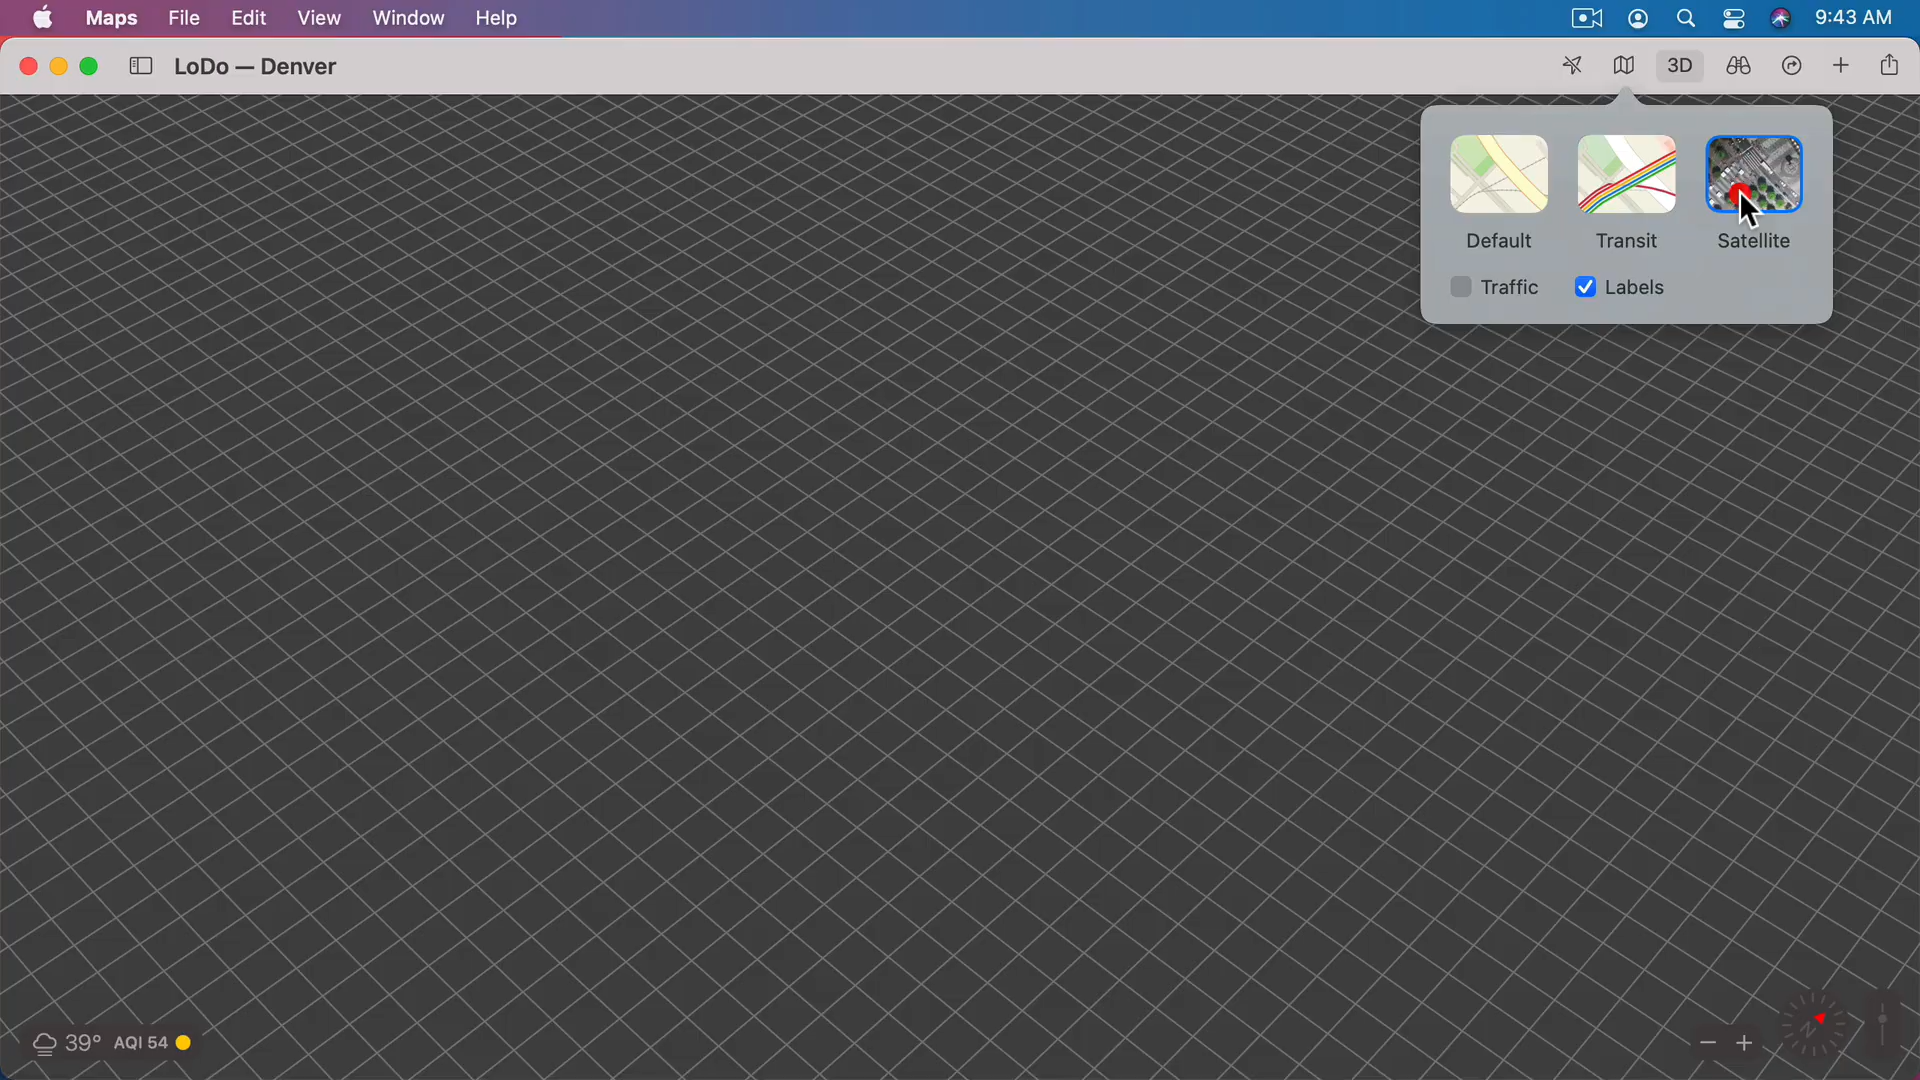 Maps File Edit View Window Help 9:43 AM
LoDo — Denver 3D
Default Transit Satellite
Traffic Labels
39° AQI 54
N